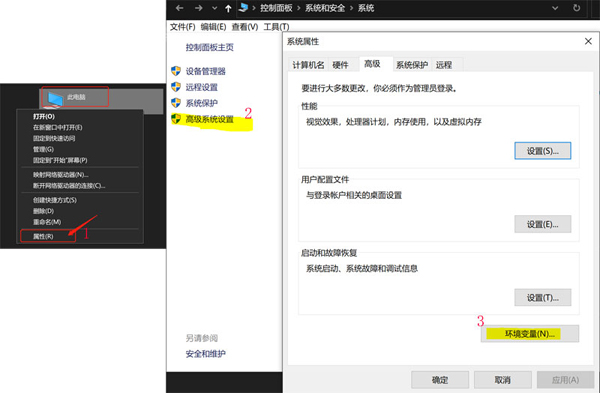 此电脑
打开(O)
在新窗口中打开(E)
固定到快速访问
管理(G)
固定到"开始"屏幕(P)
映射网络驱动器(N)...
断开网络驱动器的连接(C)...
创建快捷方式(S)
删除(D)
重命名(M)
属性(R)
1
控制面板 > 系统和安全 > 系统
文件(F) 编辑(E) 查看(V) 工具(T)
控制面板主页
设备管理器
远程设置
系统保护
高级系统设置
2
另请参阅
安全和维护
系统属性
计算机名 硬件 高级 系统保护 远程
要进行大多数更改，你必须作为管理员登录。
性能
视觉效果，处理器计划，内存使用，以及虚拟内存
设置(S)...
用户配置文件
与登录帐户相关的桌面设置
设置(E)...
启动和故障恢复
系统启动、系统故障和调试信息
设置(T)...
3
环境变量(N)...
确定 取消 应用(A)